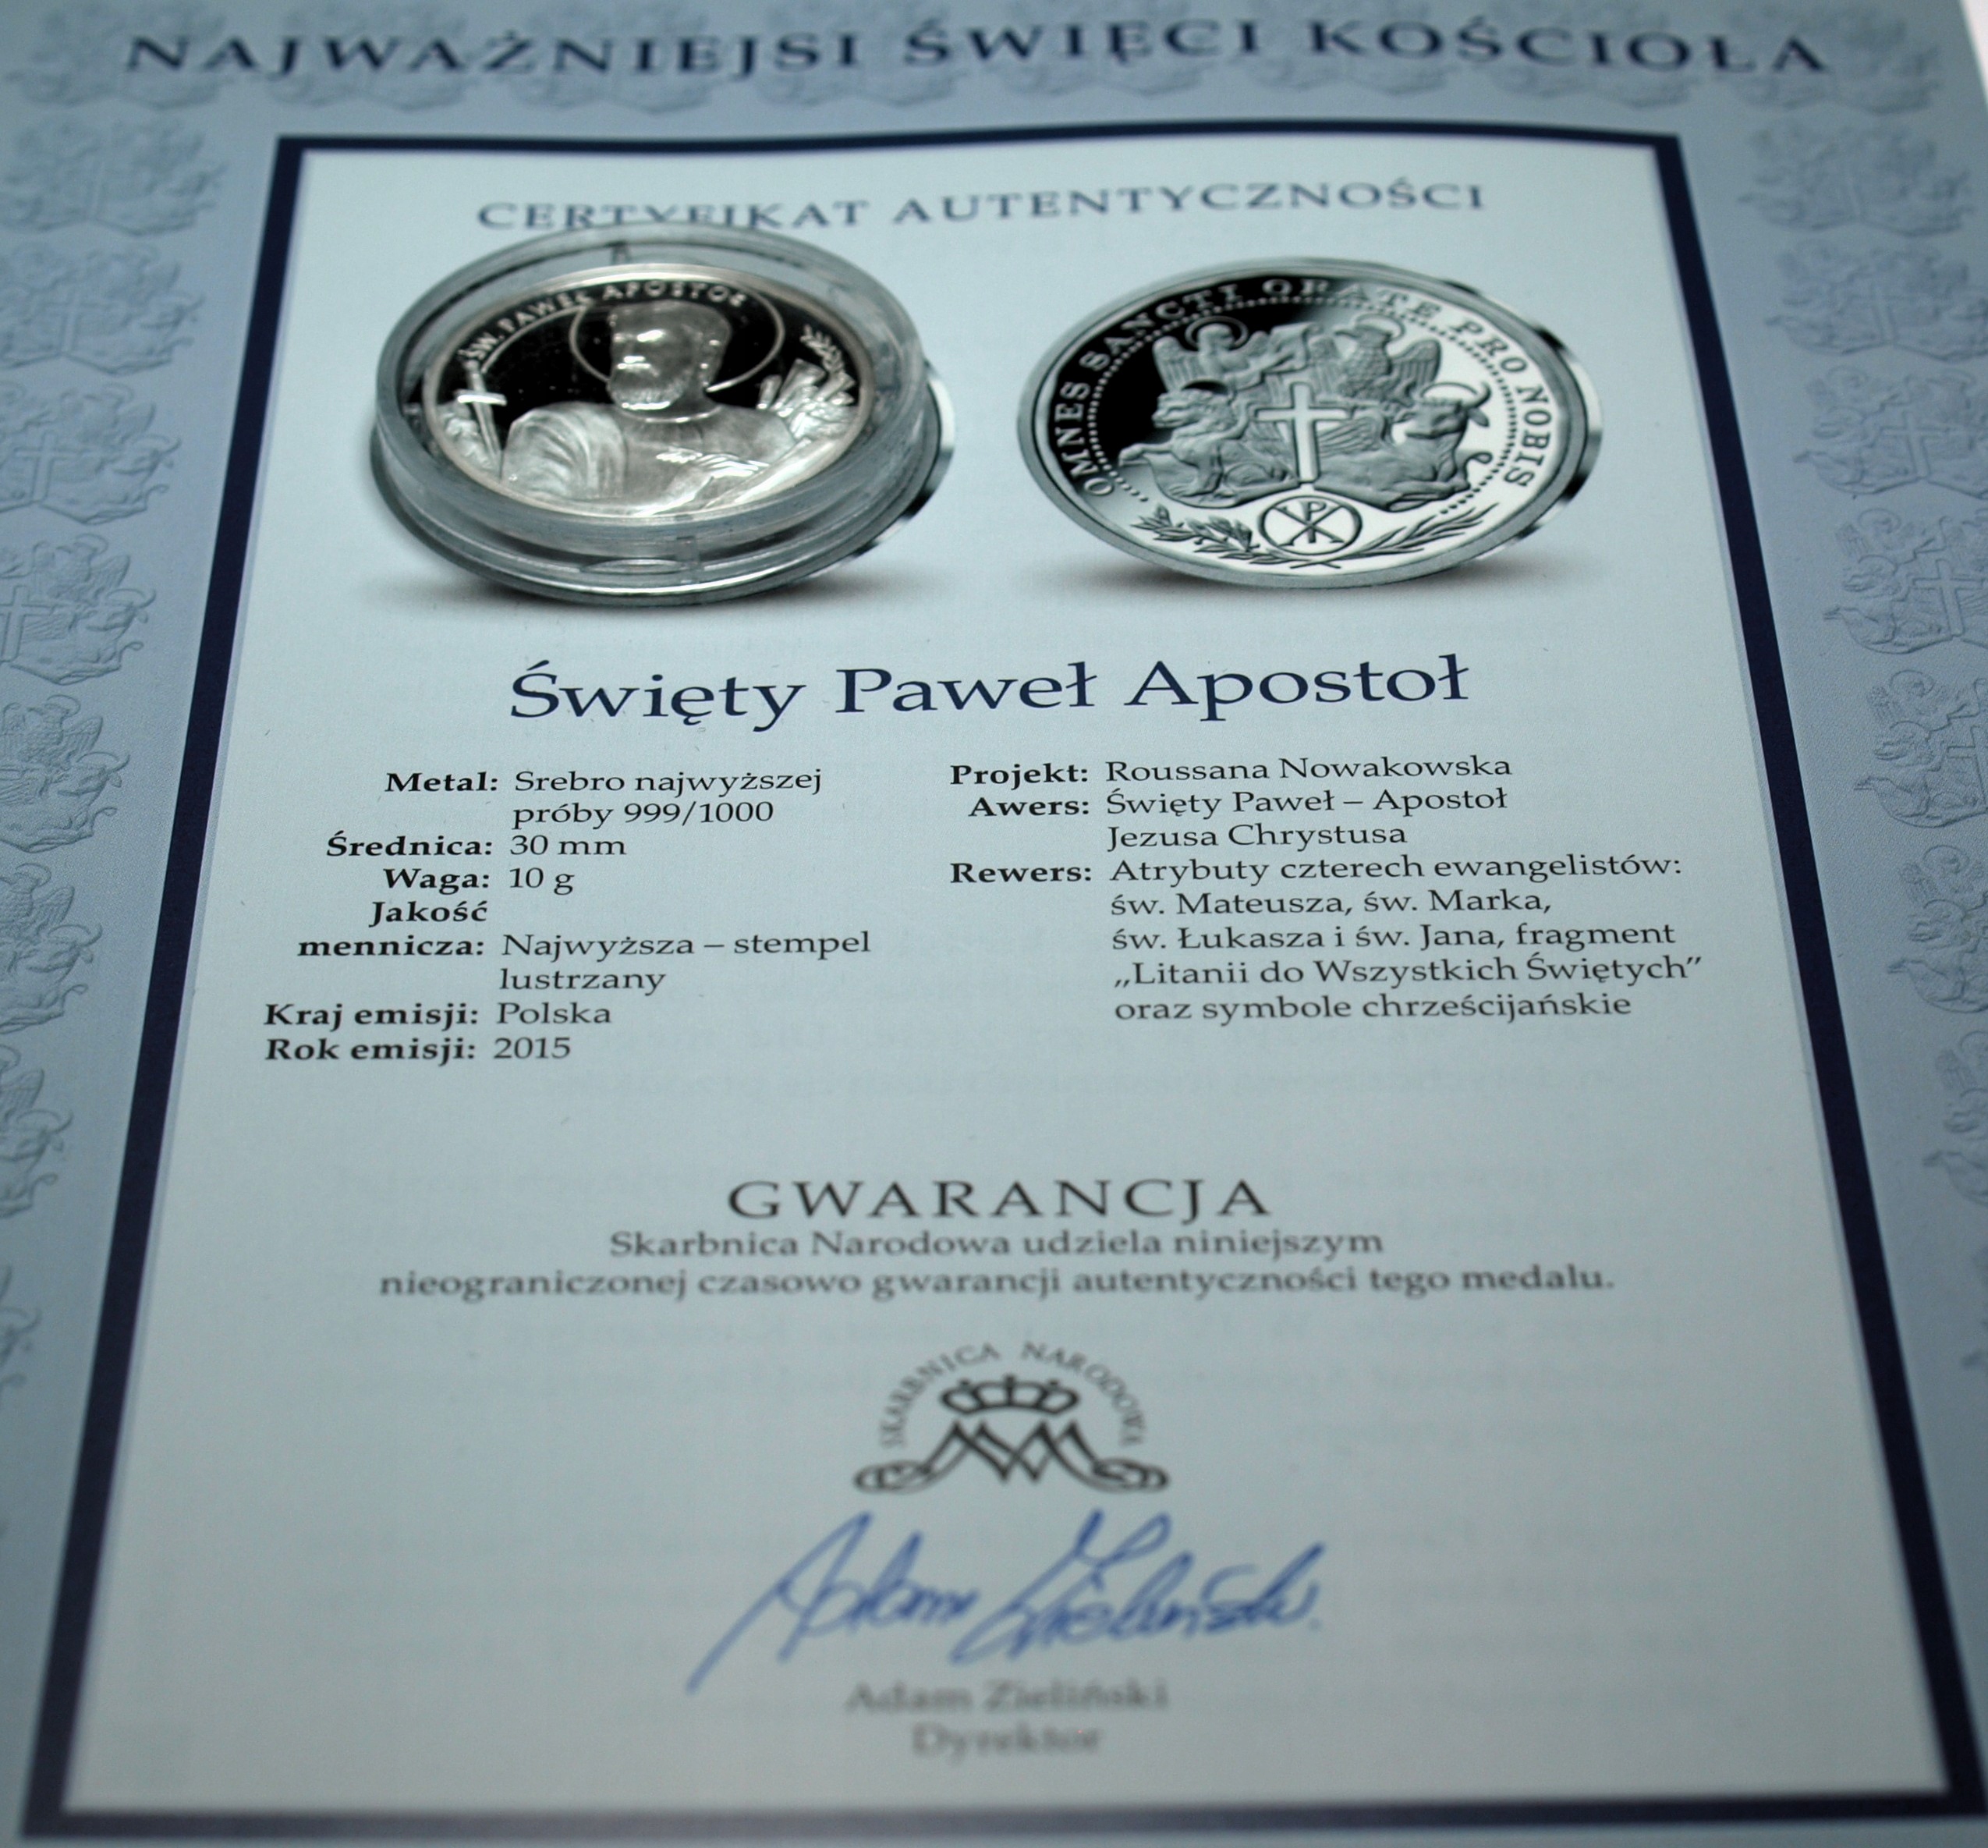 NAJWAŻNIEJSI ŚWIĘCI KOŚCIOŁA
CERTYFIKAT AUTENTYCZNOŚCI
ŚW. PAWEŁ APOSTOŁ
OMNES SANCTI ORATE PRO NOBIS
Święty Paweł Apostoł
Metal: Srebro najwyższej
próby 999/1000
Średnica: 30 mm
Waga: 10 g
Jakość
mennicza: Najwyższa – stempel
lustrzany
Kraj emisji: Polska
Rok emisji: 2015
Projekt: Roussana Nowakowska
Awers: Święty Paweł – Apostoł
Jezusa Chrystusa
Rewers: Atrybuty czterech ewangelistów:
św. Mateusza, św. Marka,
św. Łukasza i św. Jana, fragment
„Litanii do Wszystkich Świętych”
oraz symbole chrześcijańskie
GWARANCJA
Skarbnica Narodowa udziela niniejszym
nieograniczonej czasowo gwarancji autentyczności tego medalu.
SKARBNICA NARODOWA
Adam Zieliński
Adam Zieliński
Dyrektor